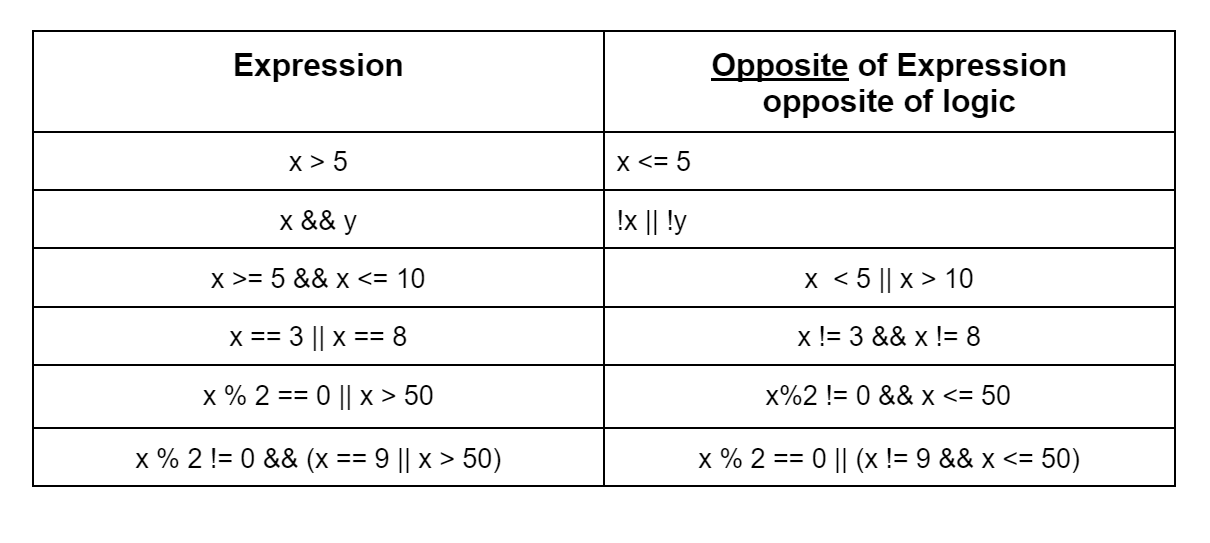 Expression
Opposite of Expression
opposite of logic
x > 5
x <= 5
x && y
!x || !y
x >= 5 && x <= 10
x  < 5 || x > 10
x == 3 || x == 8
x != 3 && x != 8
x % 2 == 0 || x > 50
x%2 != 0 && x <= 50
x % 2 != 0 && (x == 9 || x > 50)
x % 2 == 0 || (x != 9 && x <= 50)